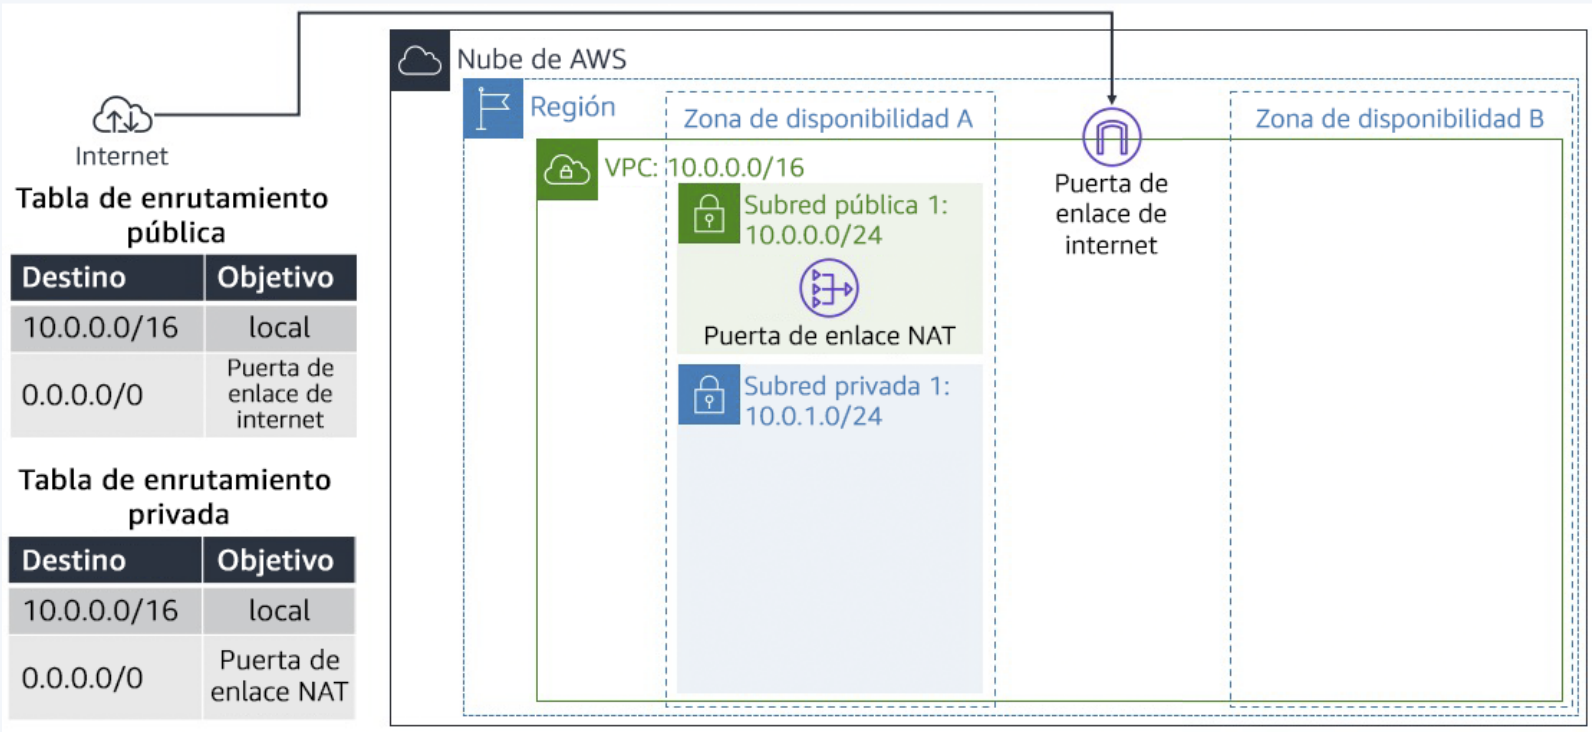 Internet
Tabla de enrutamiento
pública
Destino Objetivo
10.0.0.0/16 local
0.0.0.0/0 Puerta de
enlace de
internet
Tabla de enrutamiento
privada
Destino Objetivo
10.0.0.0/16 local
0.0.0.0/0 Puerta de
enlace NAT
Nube de AWS
Región
Zona de disponibilidad A
Zona de disponibilidad B
VPC: 10.0.0.0/16
Subred pública 1:
10.0.0.0/24
Puerta de enlace NAT
Subred privada 1:
10.0.1.0/24
Puerta de
enlace de
internet